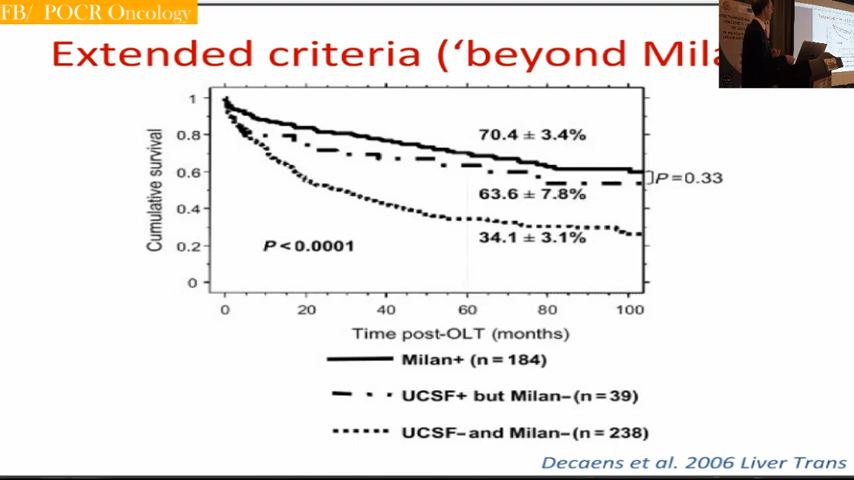 FB/ POCR Oncology
Extended criteria ('beyond Mila
1
0.8
0.6
0.4
0.2
0
Cumulative survival
70.4 ± 3.4%
P=0.33
63.6 ± 7.8%
34.1 ± 3.1%
P<0.0001
0 20 40 60 80 100
Time post-OLT (months)
Milan+ (n=184)
UCSF+ but Milan−(n=39)
UCSF−and Milan−(n=238)
Decaens et al. 2006 Liver Trans